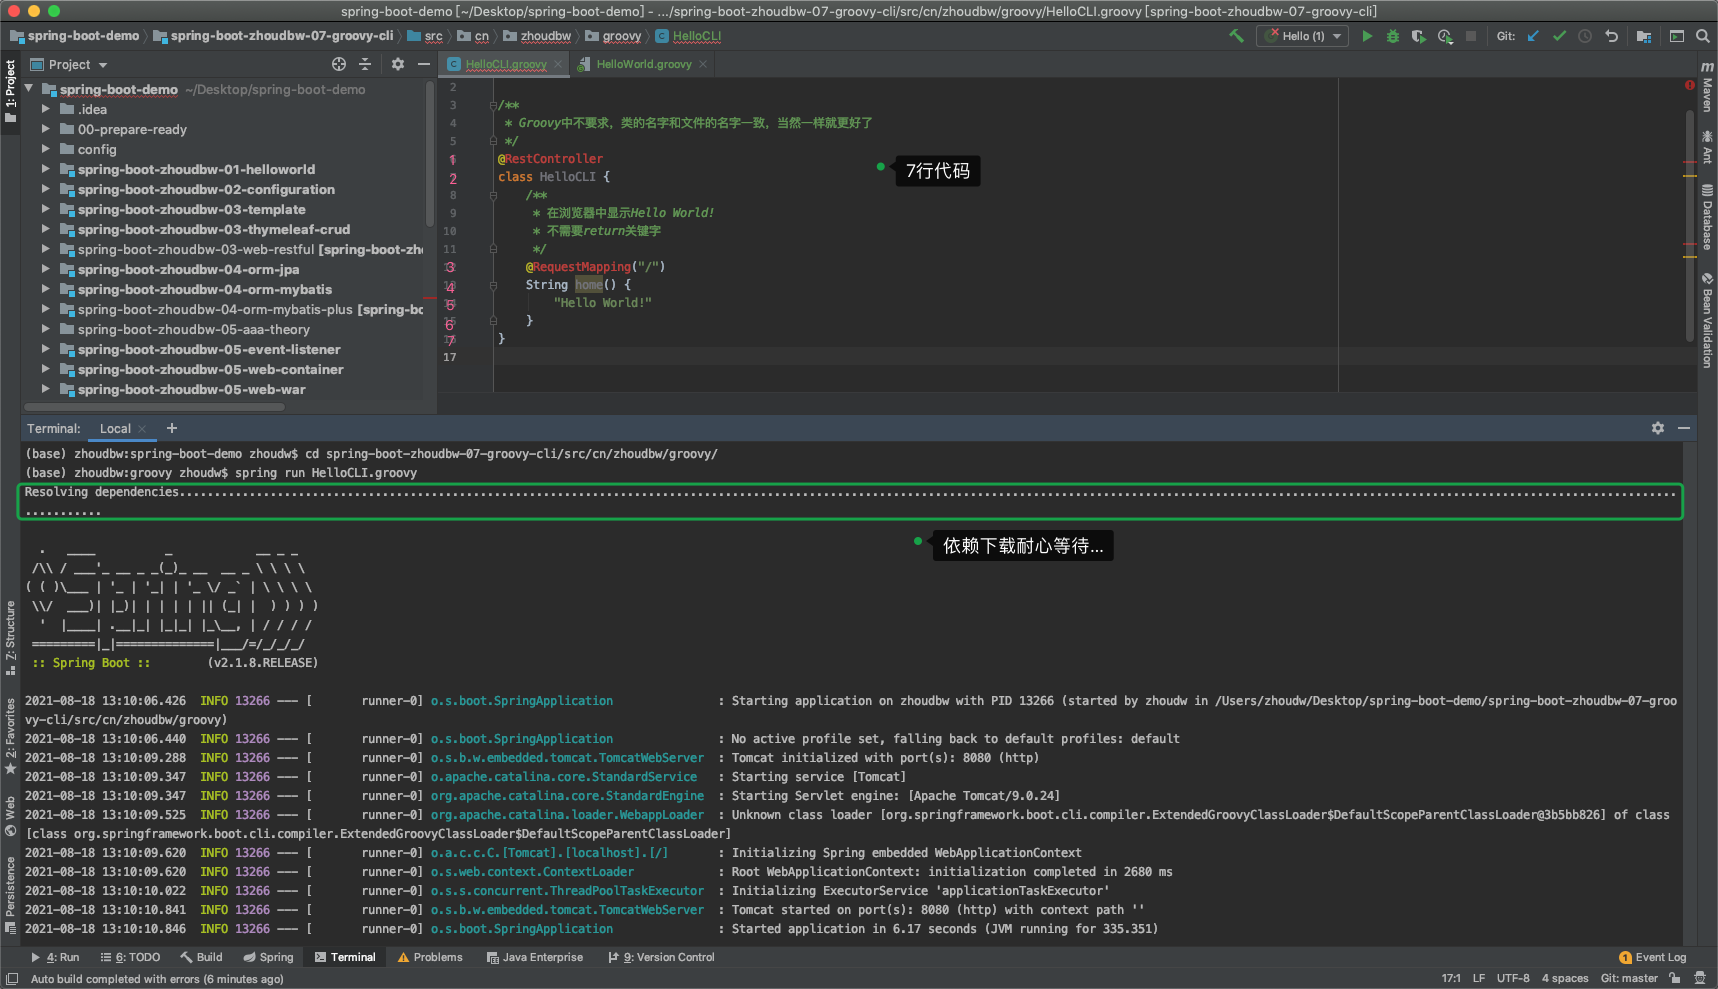 spring-boot-demo [~/Desktop/spring-boot-demo] - .../spring-boot-zhoudbw-07-groovy-cli/src/cn/zhoudbw/groovy/HelloCLI.groovy [spring-boot-zhoudbw-07-groovy-cli]
spring-boot-demo spring-boot-zhoudbw-07-groovy-cli src cn zhoudbw groovy HelloCLI Hello (1) Git:
1: Project
Project
HelloCLI.groovy HelloWorld.groovy
spring-boot-demo ~/Desktop/spring-boot-demo
.idea
00-prepare-ready
config
spring-boot-zhoudbw-01-helloworld
spring-boot-zhoudbw-02-configuration
spring-boot-zhoudbw-03-template
spring-boot-zhoudbw-03-thymeleaf-crud
spring-boot-zhoudbw-03-web-restful [spring-boot-zh
spring-boot-zhoudbw-04-orm-jpa
spring-boot-zhoudbw-04-orm-mybatis
spring-boot-zhoudbw-04-orm-mybatis-plus [spring-bo
spring-boot-zhoudbw-05-aaa-theory
spring-boot-zhoudbw-05-event-listener
spring-boot-zhoudbw-05-web-container
spring-boot-zhoudbw-05-web-war
2
3 /**
4 * Groovy中不要求，类的名字和文件的名字一致，当然一样就更好了
5 */
1 @RestController
2 class HelloCLI {
8 /**
9 * 在浏览器中显示Hello World!
10 * 不需要return关键字
11 */
3 @RequestMapping("/")
4 String home() {
5 "Hello World!"
6 }
7 }
17
7行代码
Maven
Ant
Database
Bean Validation
Terminal: Local +
(base) zhoudbw:spring-boot-demo zhoudw$ cd spring-boot-zhoudbw-07-groovy-cli/src/cn/zhoudbw/groovy/
(base) zhoudbw:groovy zhoudw$ spring run HelloCLI.groovy
Resolving dependencies..............................................................................................................................................................................................................................
...........
依赖下载耐心等待...
  .   ____          _            __ _ _
 /\\ / ___'_ __ _ _(_)_ __  __ _ \ \ \ \
( ( )\___ | '_ | '_| | '_ \/ _` | \ \ \ \
 \\/  ___)| |_)| | | | | || (_| |  ) ) ) )
  '  |____| .__|_| |_|_| |_\__, | / / / /
 =========|_|==============|___/=/_/_/_/
 :: Spring Boot ::        (v2.1.8.RELEASE)
2021-08-18 13:10:06.426  INFO 13266 --- [       runner-0] o.s.boot.SpringApplication               : Starting application on zhoudbw with PID 13266 (started by zhoudw in /Users/zhoudw/Desktop/spring-boot-demo/spring-boot-zhoudbw-07-groo
vy-cli/src/cn/zhoudbw/groovy)
2021-08-18 13:10:06.440  INFO 13266 --- [       runner-0] o.s.boot.SpringApplication               : No active profile set, falling back to default profiles: default
2021-08-18 13:10:09.288  INFO 13266 --- [       runner-0] o.s.b.w.embedded.tomcat.TomcatWebServer  : Tomcat initialized with port(s): 8080 (http)
2021-08-18 13:10:09.347  INFO 13266 --- [       runner-0] o.apache.catalina.core.StandardService   : Starting service [Tomcat]
2021-08-18 13:10:09.347  INFO 13266 --- [       runner-0] org.apache.catalina.core.StandardEngine  : Starting Servlet engine: [Apache Tomcat/9.0.24]
2021-08-18 13:10:09.525  INFO 13266 --- [       runner-0] org.apache.catalina.loader.WebappLoader  : Unknown class loader [org.springframework.boot.cli.compiler.ExtendedGroovyClassLoader$DefaultScopeParentClassLoader@3b5bb826] of class
[class org.springframework.boot.cli.compiler.ExtendedGroovyClassLoader$DefaultScopeParentClassLoader]
2021-08-18 13:10:09.620  INFO 13266 --- [       runner-0] o.a.c.c.C.[Tomcat].[localhost].[/]       : Initializing Spring embedded WebApplicationContext
2021-08-18 13:10:09.620  INFO 13266 --- [       runner-0] o.s.web.context.ContextLoader            : Root WebApplicationContext: initialization completed in 2680 ms
2021-08-18 13:10:10.022  INFO 13266 --- [       runner-0] o.s.s.concurrent.ThreadPoolTaskExecutor  : Initializing ExecutorService 'applicationTaskExecutor'
2021-08-18 13:10:10.841  INFO 13266 --- [       runner-0] o.s.b.w.embedded.tomcat.TomcatWebServer  : Tomcat started on port(s): 8080 (http) with context path ''
2021-08-18 13:10:10.846  INFO 13266 --- [       runner-0] o.s.boot.SpringApplication               : Started application in 6.17 seconds (JVM running for 335.351)
Z: Structure
2: Favorites
Web
Persistence
4: Run 6: TODO Build Spring Terminal Problems Java Enterprise 9: Version Control 1 Event Log
Auto build completed with errors (6 minutes ago) 17:1 LF UTF-8 4 spaces Git: master